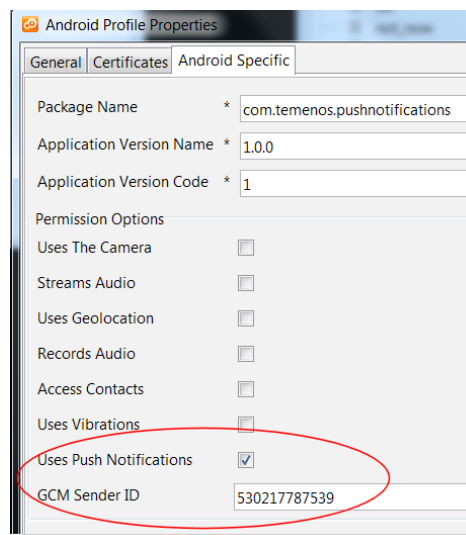 Android Profile Properties
General Certificates Android Specific
Package Name * com.temenos.pushnotifications
Application Version Name * 1.0.0
Application Version Code * 1
Permission Options
Uses The Camera
Streams Audio
Uses Geolocation
Records Audio
Access Contacts
Uses Vibrations
Uses Push Notifications
GCM Sender ID 530217787539